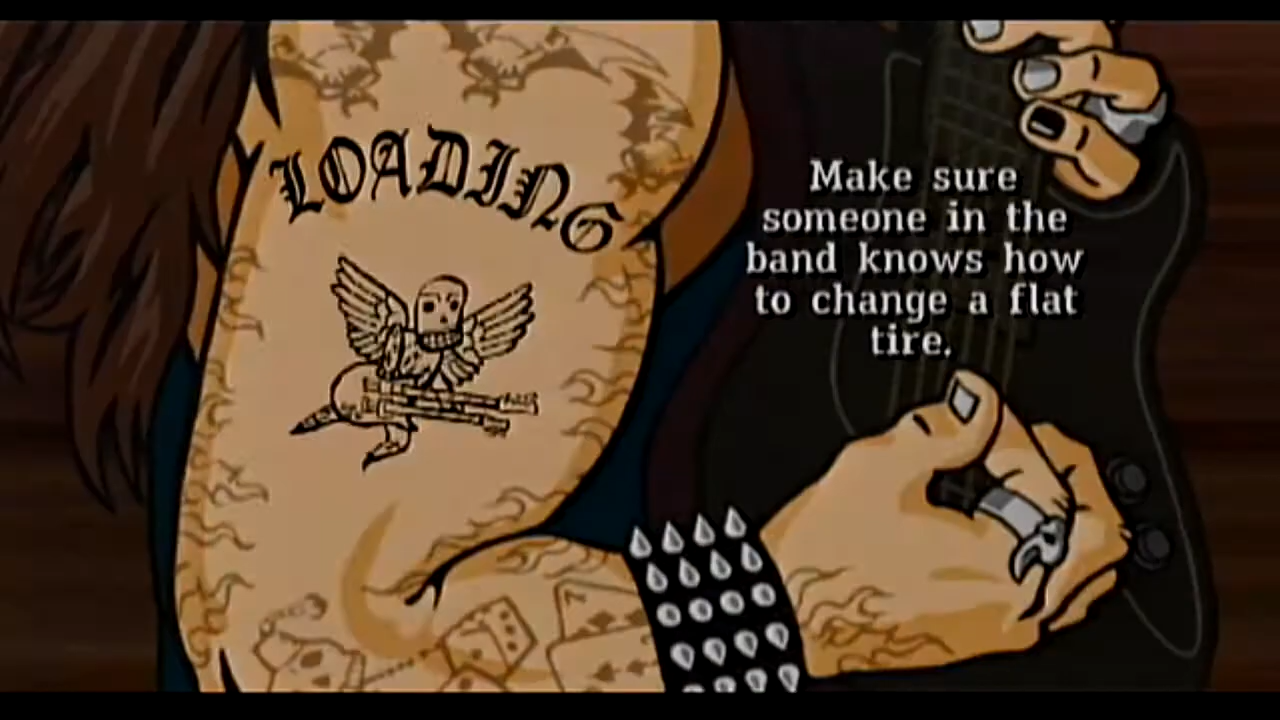 LOADING
Make sure
someone in the
band knows how
to change a flat
tire.